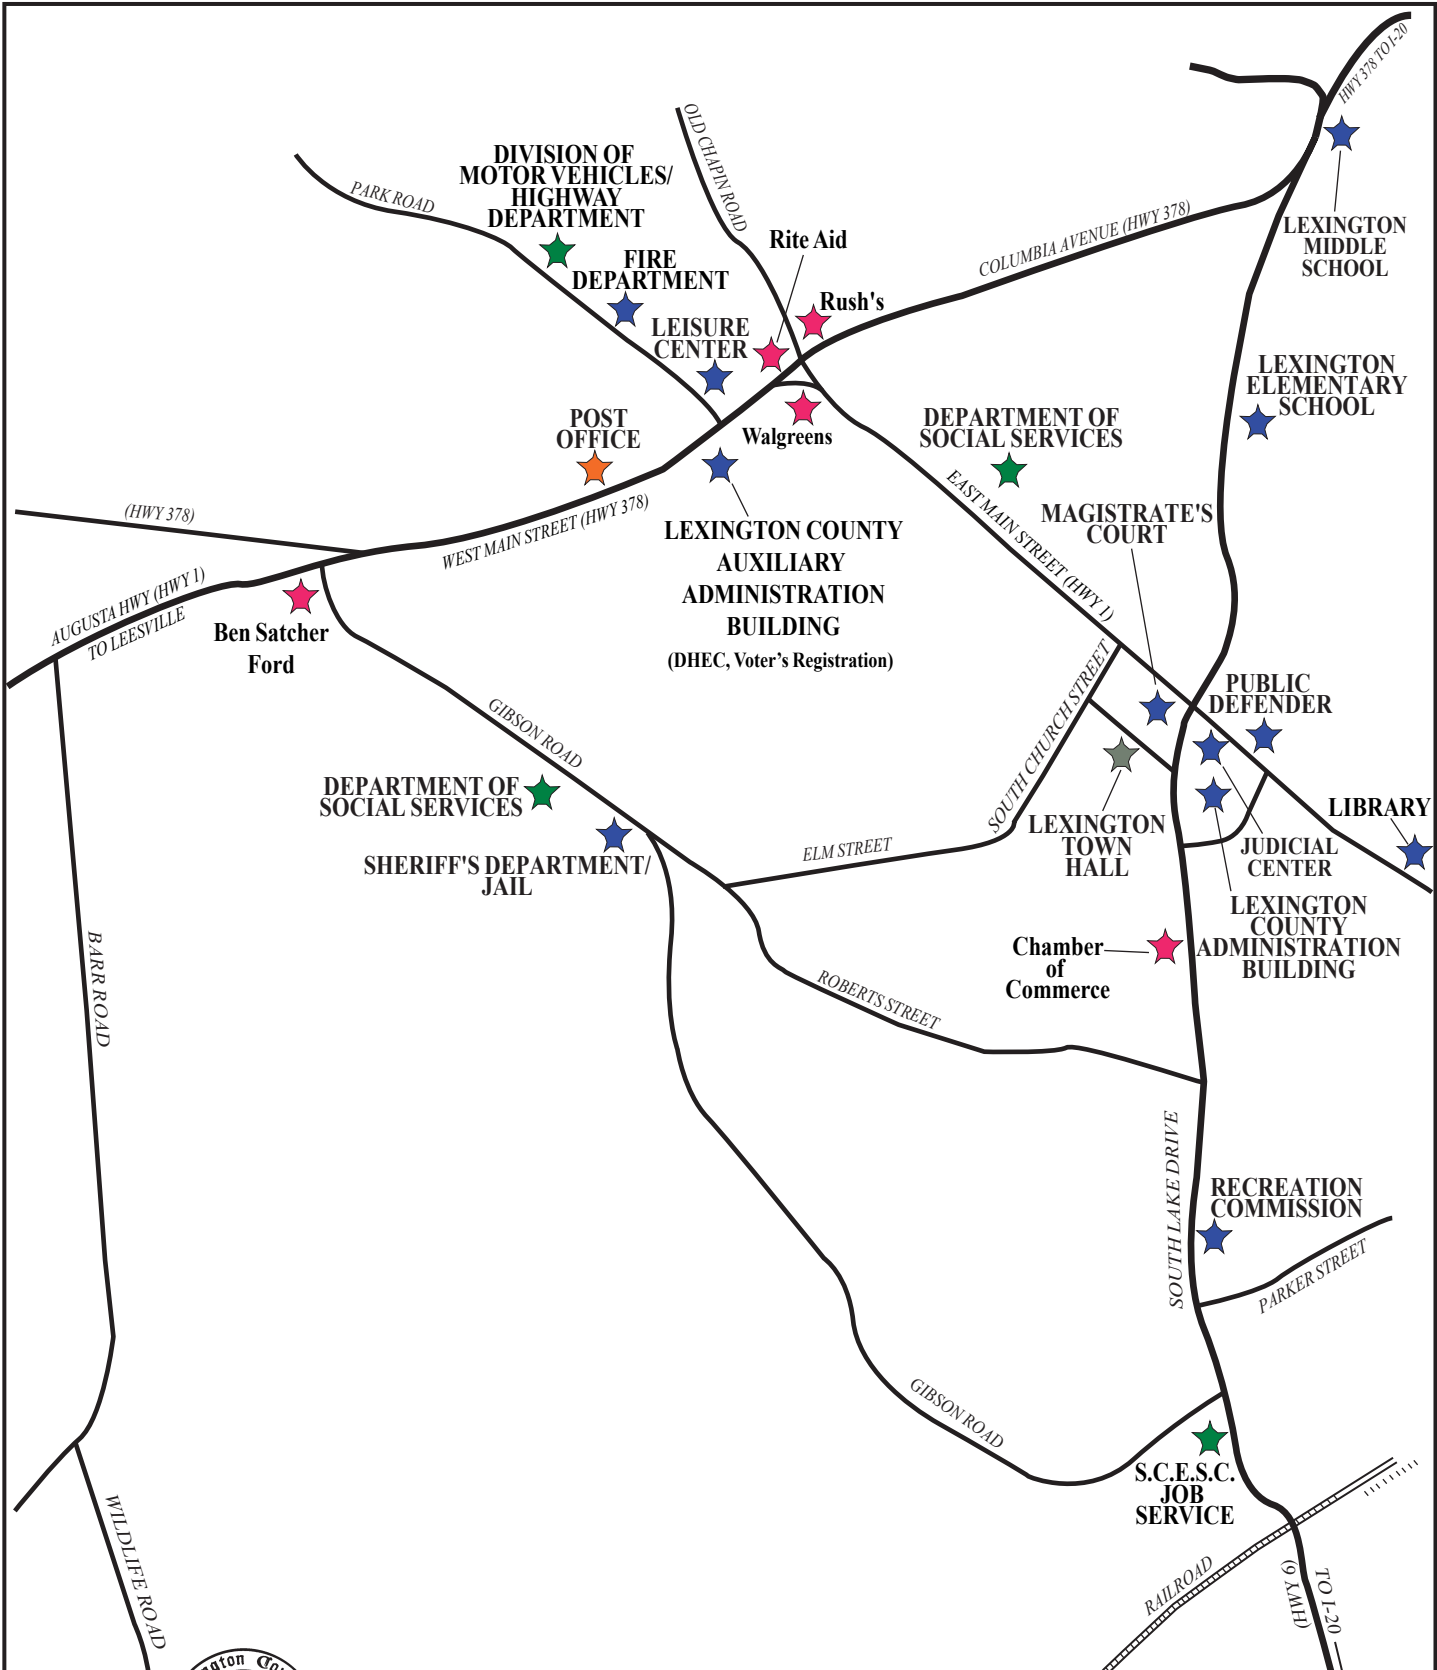 HWY 378 TO I-20
OLD CHAPIN ROAD
DIVISION OF
MOTOR VEHICLES/
HIGHWAY
DEPARTMENT
PARK ROAD
LEXINGTON
MIDDLE
SCHOOL
COLUMBIA AVENUE (HWY 378)
Rite Aid
FIRE
DEPARTMENT
Rush's
LEISURE
CENTER
LEXINGTON
ELEMENTARY
SCHOOL
POST
OFFICE
Walgreens
DEPARTMENT OF
SOCIAL SERVICES
EAST MAIN STREET (HWY 1)
MAGISTRATE'S
COURT
(HWY 378)
WEST MAIN STREET (HWY 378)
LEXINGTON COUNTY
AUXILIARY
ADMINISTRATION
BUILDING
(DHEC, Voter's Registration)
AUGUSTA HWY (HWY 1)
TO LEESVILLE
Ben Satcher
Ford
SOUTH CHURCH STREET
PUBLIC
DEFENDER
GIBSON ROAD
DEPARTMENT OF
SOCIAL SERVICES
SHERIFF'S DEPARTMENT/
JAIL
ELM STREET
LEXINGTON
TOWN
HALL
LIBRARY
JUDICIAL
CENTER
LEXINGTON
COUNTY
ADMINISTRATION
BUILDING
Chamber
of
Commerce
BARR ROAD
ROBERTS STREET
SOUTH LAKE DRIVE
RECREATION
COMMISSION
PARKER STREET
GIBSON ROAD
S.C.E.S.C.
JOB
SERVICE
WILDLIFE ROAD
RAILROAD
(HWY 6)
TO I-20